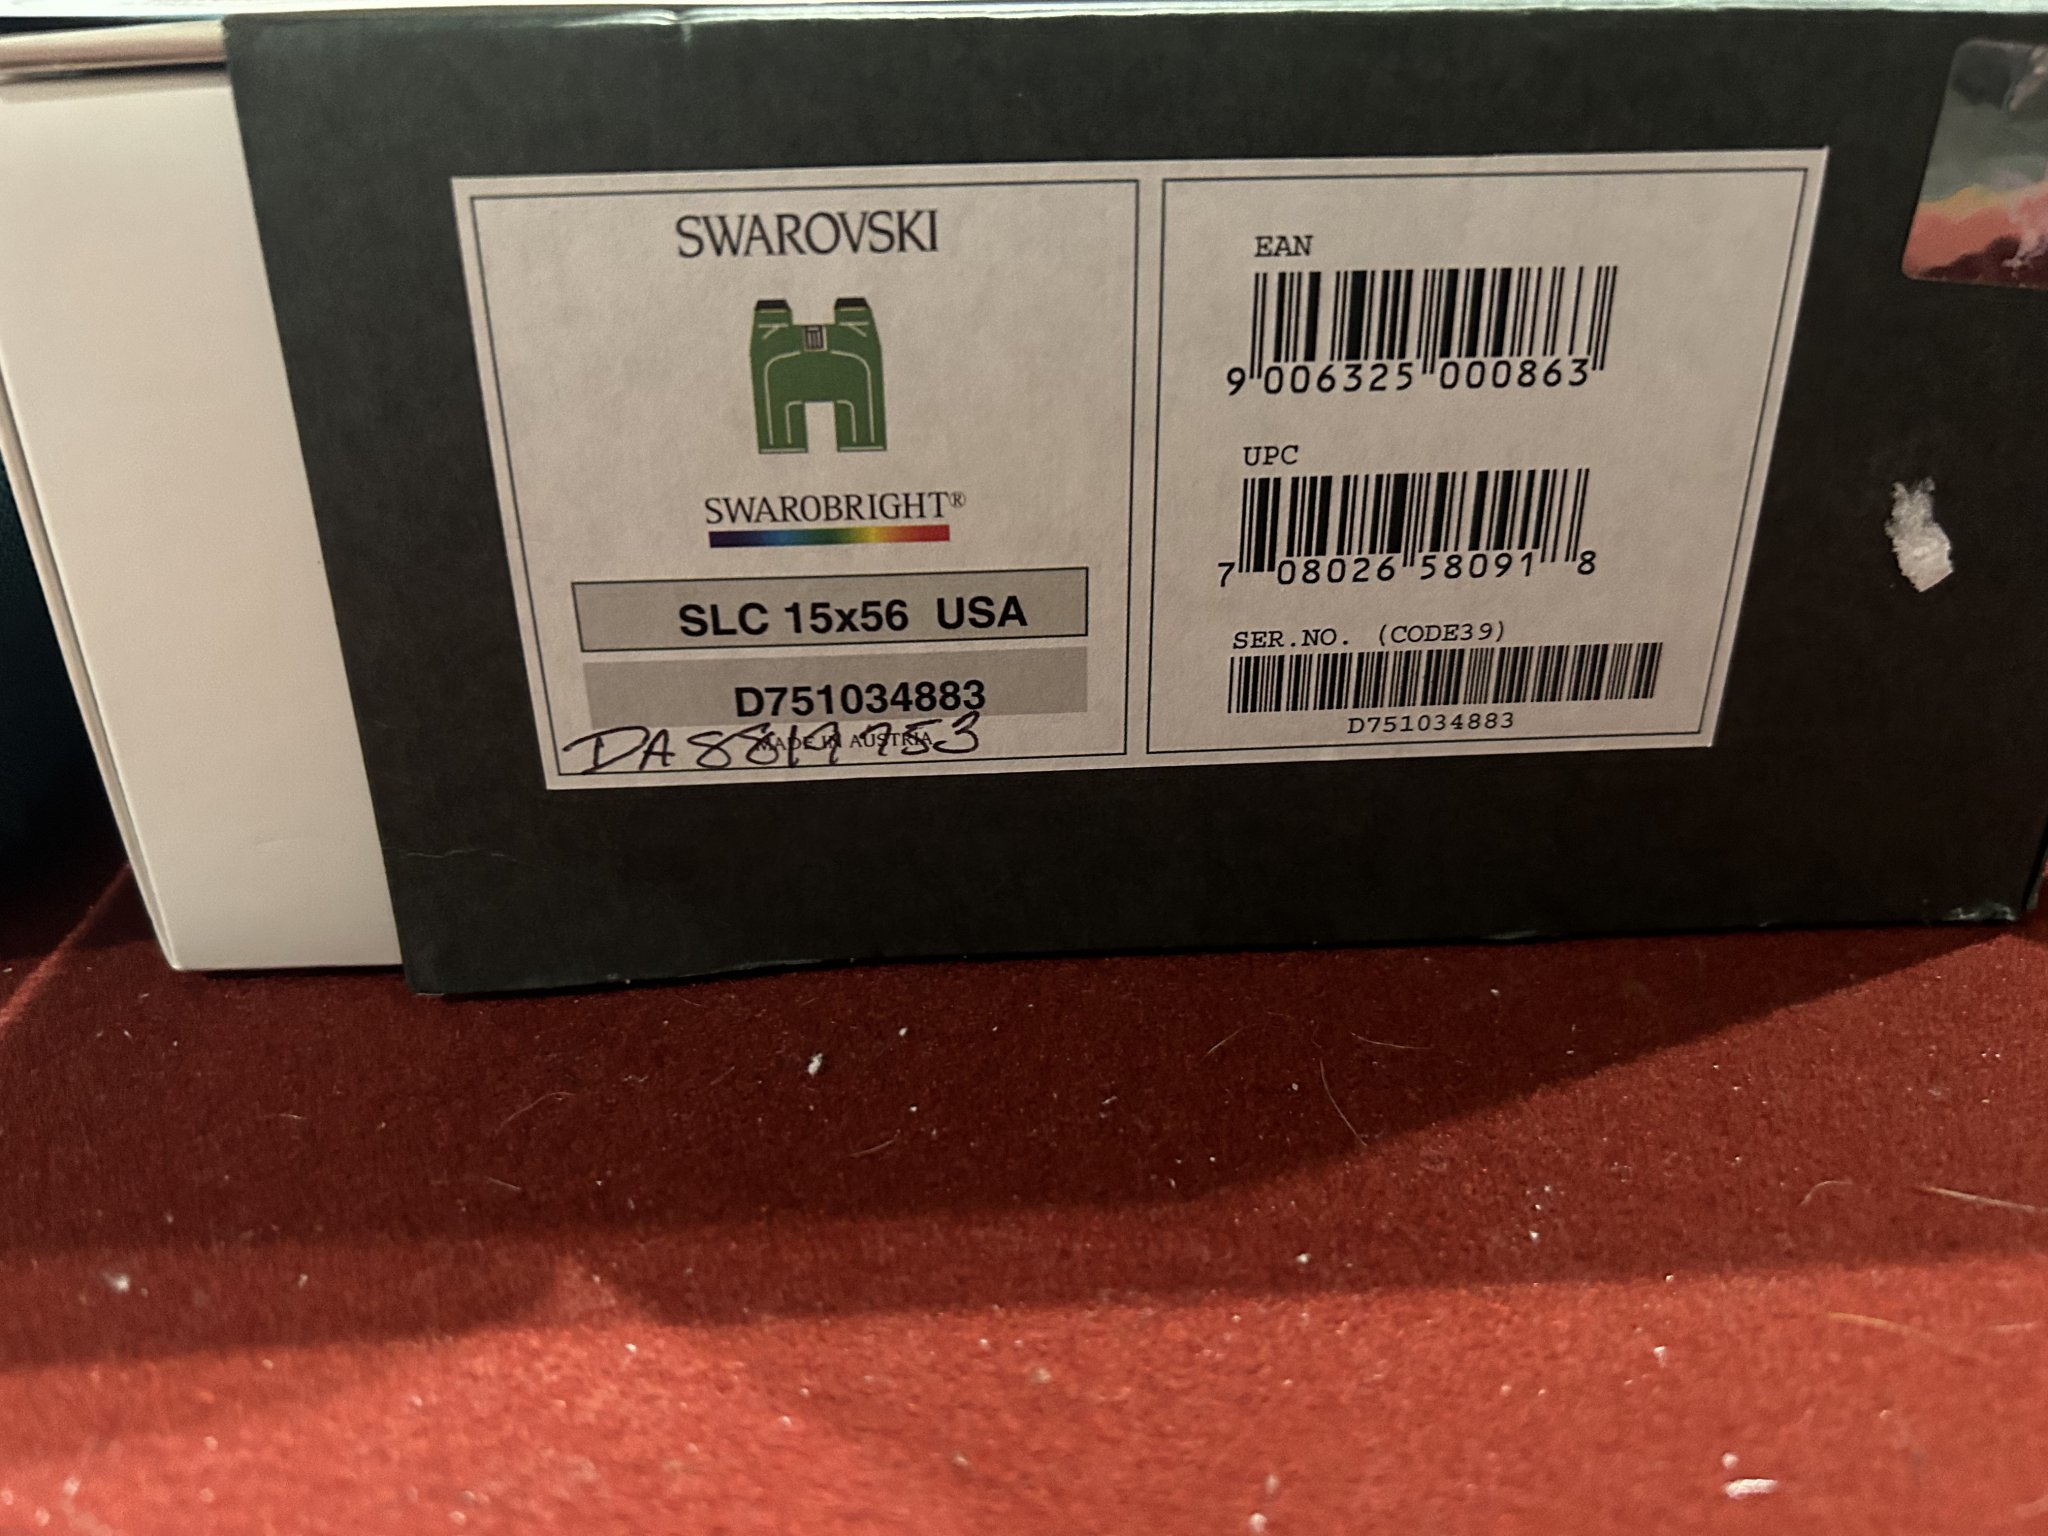 SWAROVSKI
SWAROBRIGHT®
SLC 15x56 USA
D751034883
MADE IN AUSTRIA
DA8819953
EAN
9 006325 000863
UPC
7 08026 58091 8
SER.NO. (CODE39)
D751034883